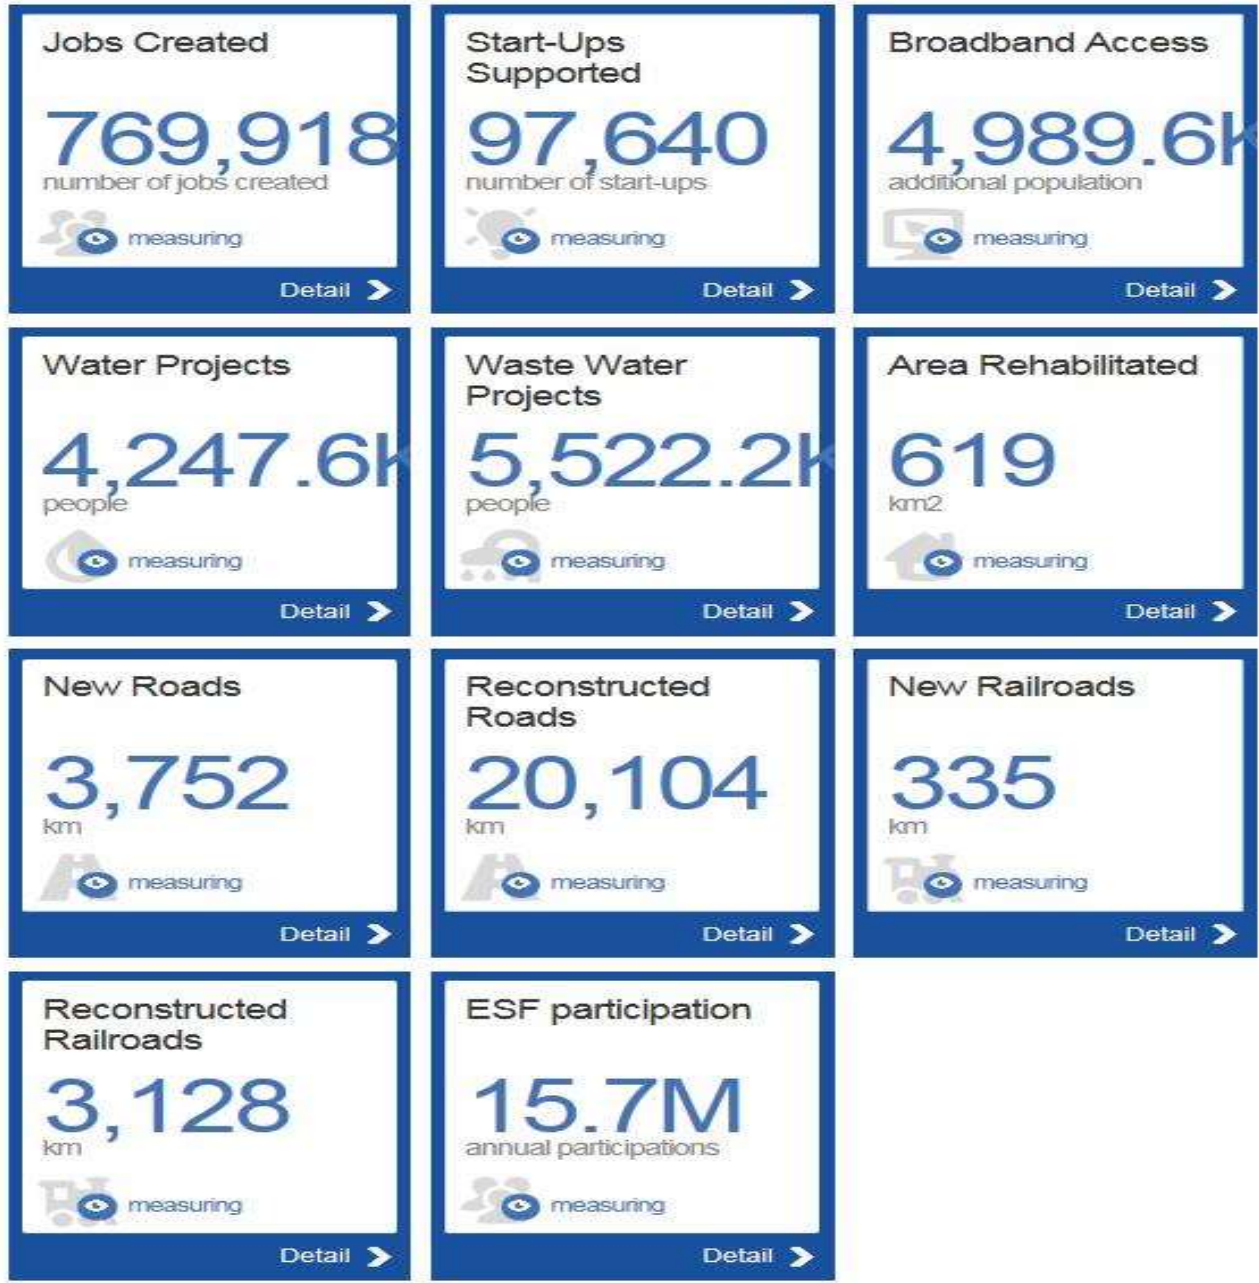 Jobs Created
769,918
number of jobs created
measuring
Detail
Start-Ups
Supported
97,640
number of start-ups
measuring
Detail
Broadband Access
4,989.6K
additional population
measuring
Detail
Water Projects
4,247.6K
people
measuring
Detail
Waste Water
Projects
5,522.2K
people
measuring
Detail
Area Rehabilitated
619
km2
measuring
Detail
New Roads
3,752
km
measuring
Detail
Reconstructed
Roads
20,104
km
measuring
Detail
New Railroads
335
km
measuring
Detail
Reconstructed
Railroads
3,128
km
measuring
Detail
ESF participation
15.7M
annual participations
measuring
Detail